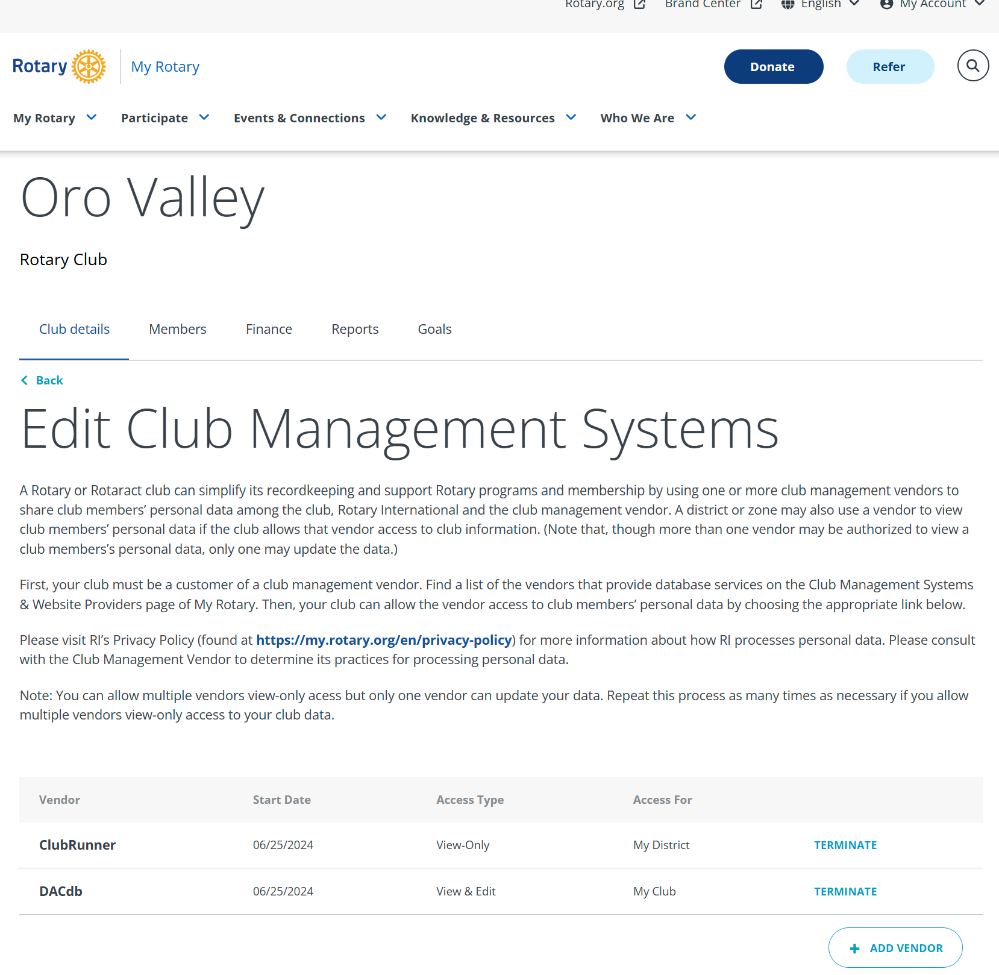 Rotary.org Brand Center English My Account
Rotary My Rotary Donate Refer
My Rotary Participate Events & Connections Knowledge & Resources Who We Are
Oro Valley
Rotary Club
Club details Members Finance Reports Goals
Back
Edit Club Management Systems
A Rotary or Rotaract club can simplify its recordkeeping and support Rotary programs and membership by using one or more club management vendors to
share club members’ personal data among the club, Rotary International and the club management vendor. A district or zone may also use a vendor to view
club members’ personal data if the club allows that vendor access to club information. (Note that, though more than one vendor may be authorized to view a
club members’s personal data, only one may update the data.)
First, your club must be a customer of a club management vendor. Find a list of the vendors that provide database services on the Club Management Systems
& Website Providers page of My Rotary. Then, your club can allow the vendor access to club members’ personal data by choosing the appropriate link below.
Please visit RI’s Privacy Policy (found at https://my.rotary.org/en/privacy-policy) for more information about how RI processes personal data. Please consult
with the Club Management Vendor to determine its practices for processing personal data.
Note: You can allow multiple vendors view-only acess but only one vendor can update your data. Repeat this process as many times as necessary if you allow
multiple vendors view-only access to your club data.
Vendor Start Date Access Type Access For
ClubRunner 06/25/2024 View-Only My District TERMINATE
DACdb 06/25/2024 View & Edit My Club TERMINATE
+ ADD VENDOR